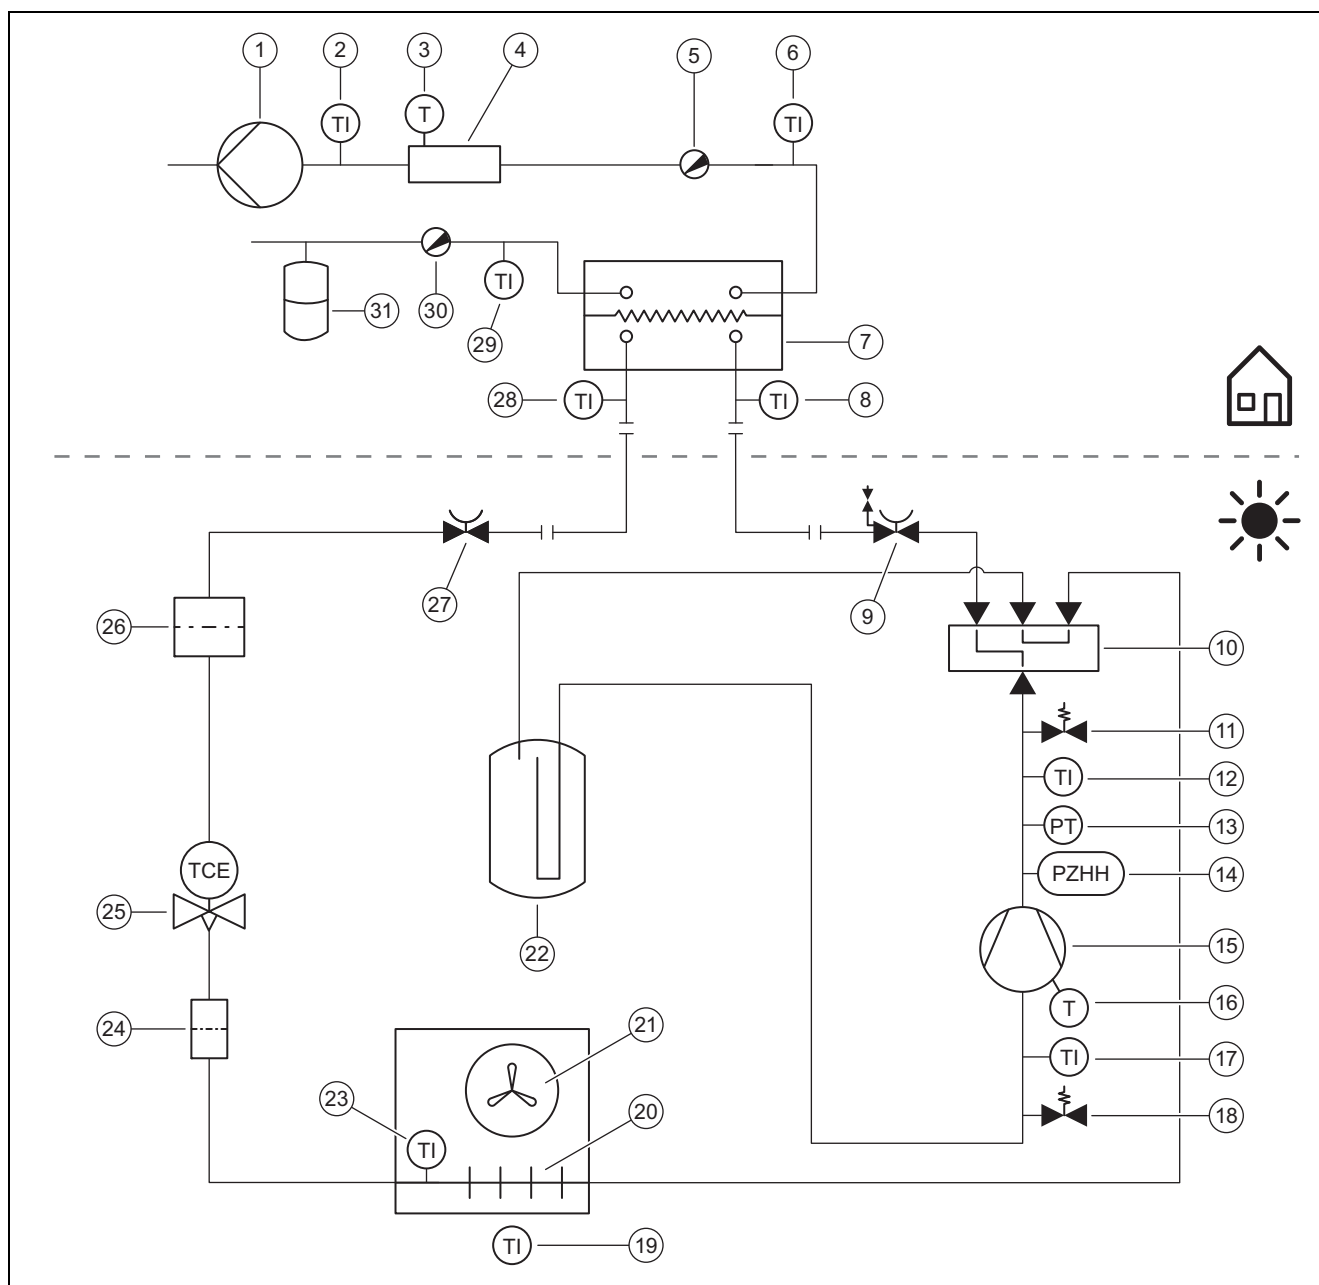 1 2 3 4 5 6
TI T TI
TI
31 30 29 7
28 TI TI 8
27 9
26 10
11
TI 12
PT 13
TCE PZHH 14
25 22 15
24 T 16
21 TI 17
23 20 18
TI
TI 19